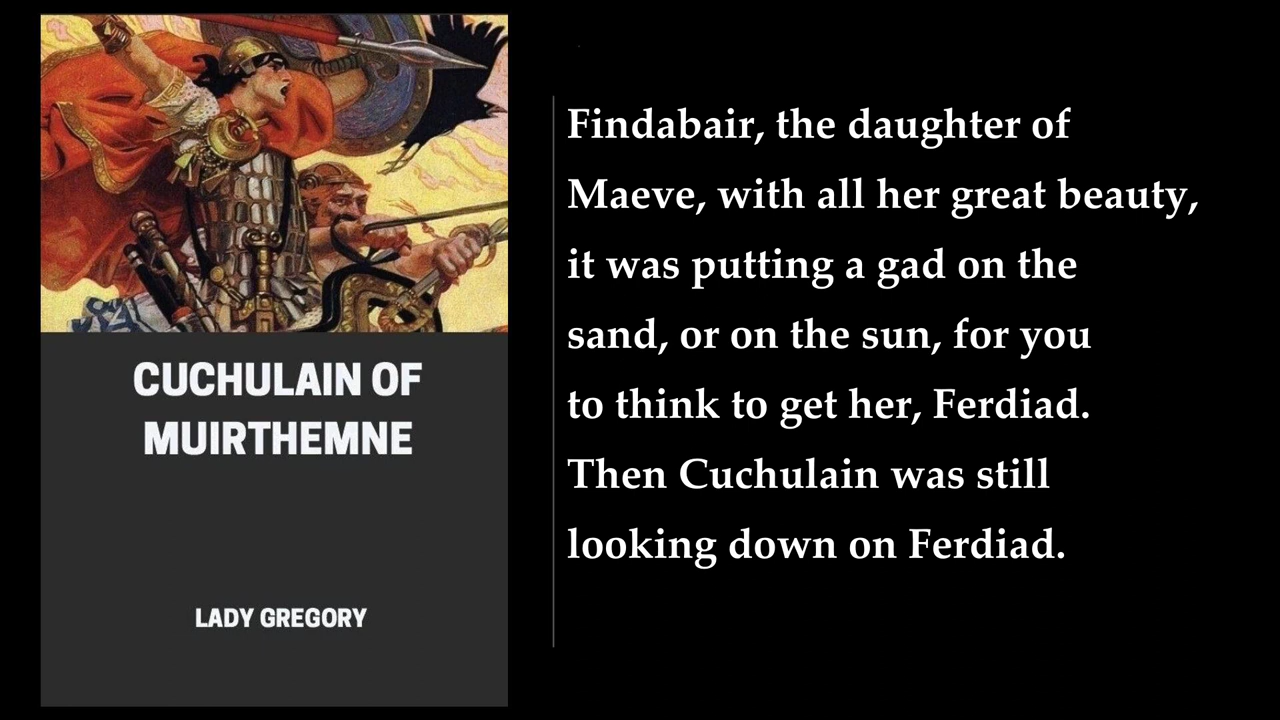 CUCHULAIN OF
MUIRTHEMNE
LADY GREGORY
Findabair, the daughter of
Maeve, with all her great beauty,
it was putting a gad on the
sand, or on the sun, for you
to think to get her, Ferdiad.
Then Cuchulain was still
looking down on Ferdiad.